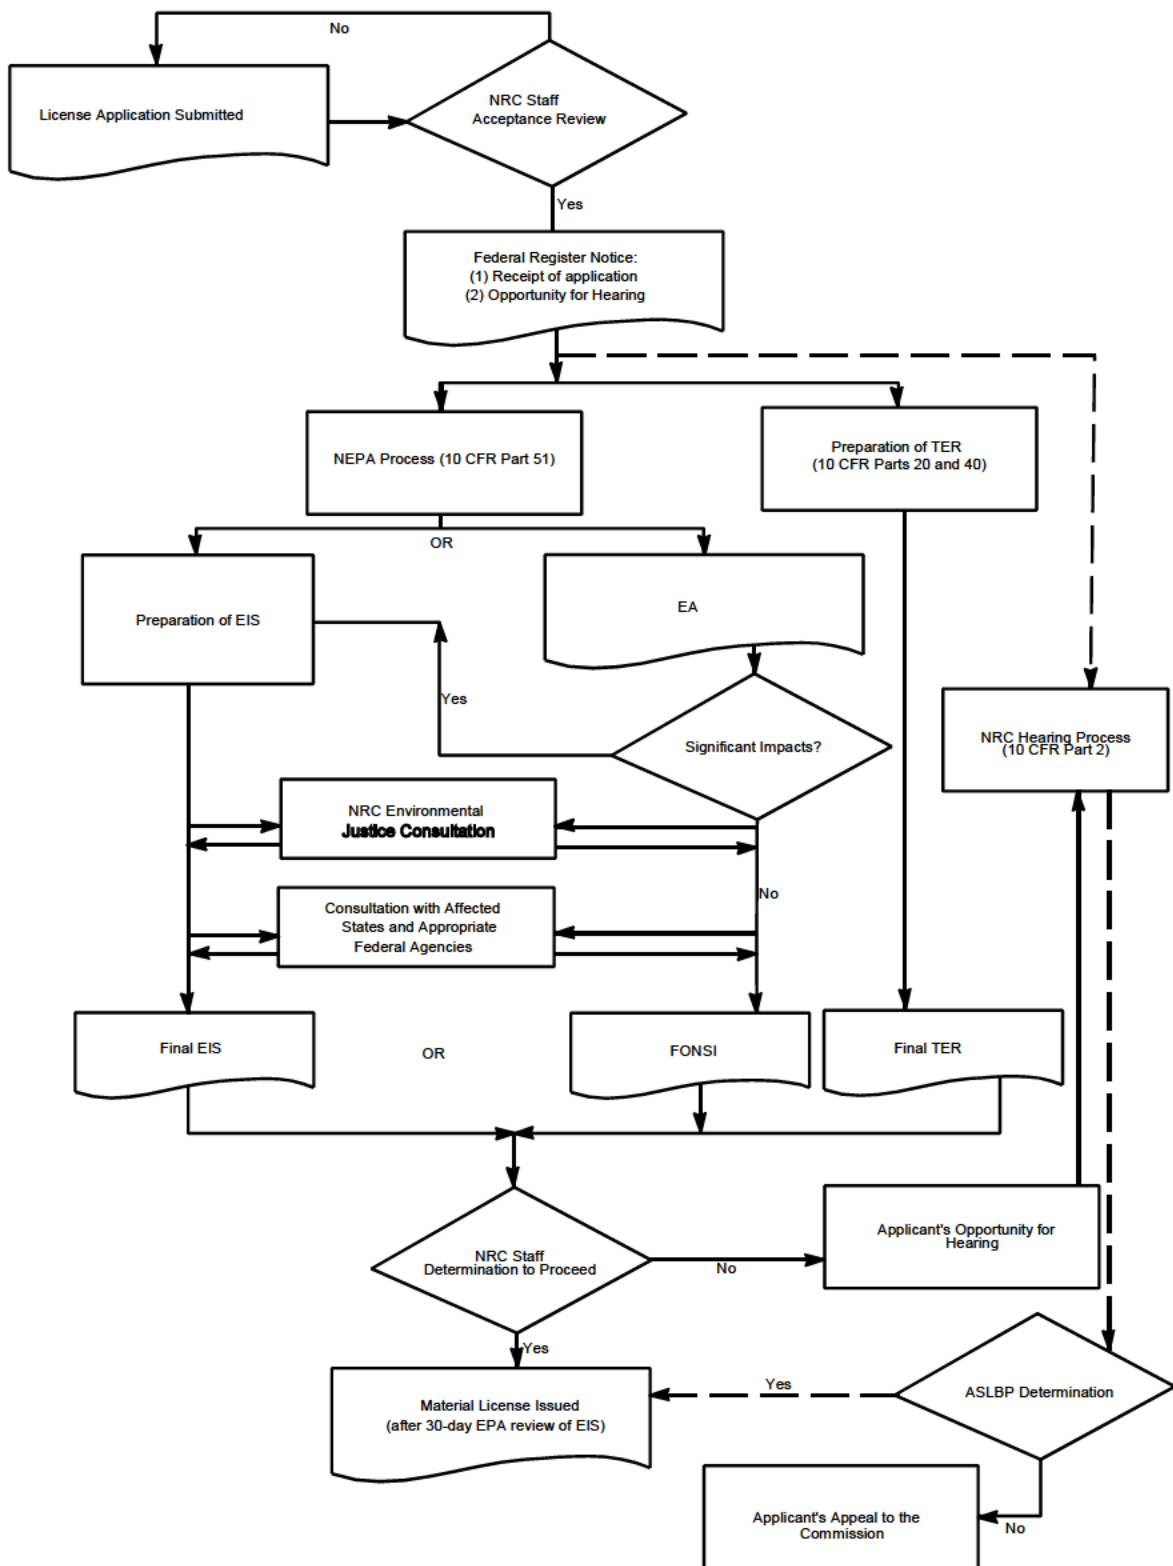 No
License Application Submitted
NRC Staff
Acceptance Review
Yes
Federal Register Notice:
(1) Receipt of application
(2) Opportunity for Hearing
NEPA Process (10 CFR Part 51)
Preparation of TER
(10 CFR Parts 20 and 40)
OR
Preparation of EIS
EA
Yes
Significant Impacts?
NRC Hearing Process
(10 CFR Part 2)
NRC Environmental
Justice Consultation
No
Consultation with Affected
States and Appropriate
Federal Agencies
Final EIS
OR
FONSI
Final TER
NRC Staff
Determination to Proceed
No
Applicant's Opportunity for
Hearing
Yes
Material License Issued
(after 30-day EPA review of EIS)
Yes
ASLBP Determination
No
Applicant's Appeal to the
Commission